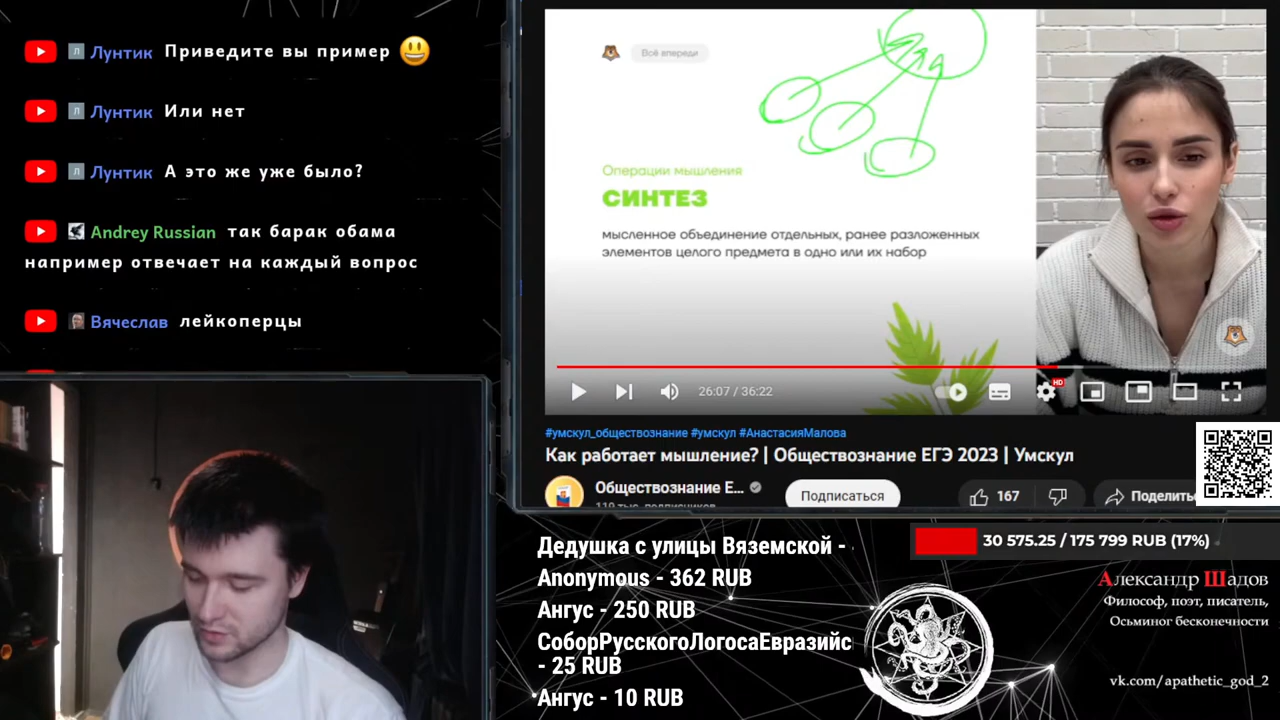 Лунтик Приведите вы пример
Лунтик Или нет
Лунтик А это же уже было?
Andrey Russian так барак обама
например отвечает на каждый вопрос
Вячеслав лейкоперцы
Всё впереди
Операции мышления
СИНТЕЗ
мысленное объединение отдельных, ранее разложенных
элементов целого предмета в одно или их набор
26:07 / 36:22
HD
#умскул_обществознание #умскул #АнастасияМалова
Как работает мышление? | Обществознание ЕГЭ 2023 | Умскул
Обществознание Е...
119 тыс. подписчиков
Подписаться
167
Поделить
Дедушка с улицы Вяземской -
Anonymous - 362 RUB
Ангус - 250 RUB
СоборРусскогоЛогосаЕвразийс
- 25 RUB
Ангус - 10 RUB
30 575.25 / 175 799 RUB (17%)
Александр Шадов
Философ, поэт, писатель,
Осьминог бесконечности
vk.com/apathetic_god_2